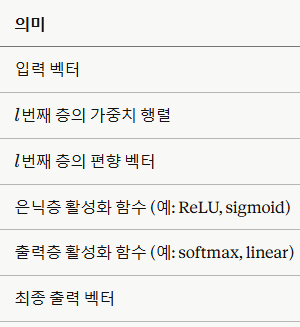 의미
입력 벡터
l번째 층의 가중치 행렬
l번째 층의 편향 벡터
은닉층 활성화 함수 (예: ReLU, sigmoid)
출력층 활성화 함수 (예: softmax, linear)
최종 출력 벡터